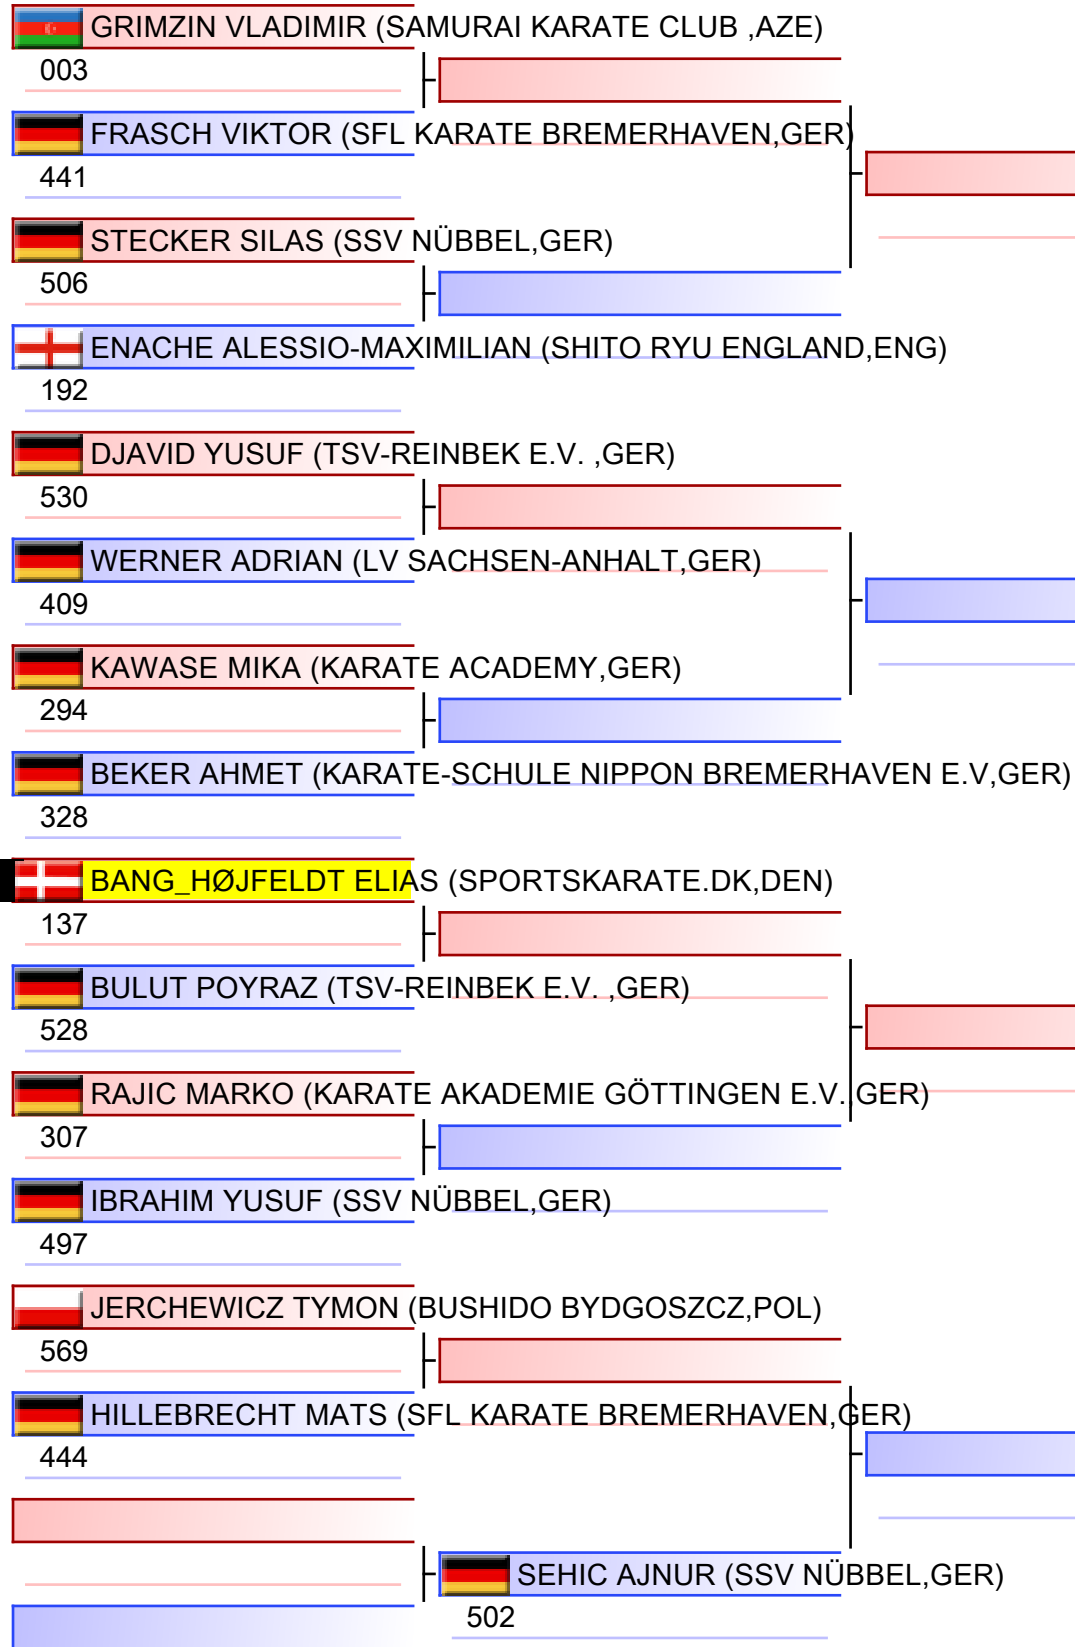 GRIMZIN VLADIMIR (SAMURAI KARATE CLUB ,AZE)
003
FRASCH VIKTOR (SFL KARATE BREMERHAVEN,GER)
441
STECKER SILAS (SSV NÜBBEL,GER)
506
ENACHE ALESSIO-MAXIMILIAN (SHITO RYU ENGLAND,ENG)
192
DJAVID YUSUF (TSV-REINBEK E.V. ,GER)
530
WERNER ADRIAN (LV SACHSEN-ANHALT,GER)
409
KAWASE MIKA (KARATE ACADEMY,GER)
294
BEKER AHMET (KARATE-SCHULE NIPPON BREMERHAVEN E.V,GER)
328
BANG_HØJFELDT ELIAS (SPORTSKARATE.DK,DEN)
137
BULUT POYRAZ (TSV-REINBEK E.V. ,GER)
528
RAJIC MARKO (KARATE AKADEMIE GÖTTINGEN E.V.,GER)
307
IBRAHIM YUSUF (SSV NÜBBEL,GER)
497
JERCHEWICZ TYMON (BUSHIDO BYDGOSZCZ,POL)
569
HILLEBRECHT MATS (SFL KARATE BREMERHAVEN,GER)
444
SEHIC AJNUR (SSV NÜBBEL,GER)
502